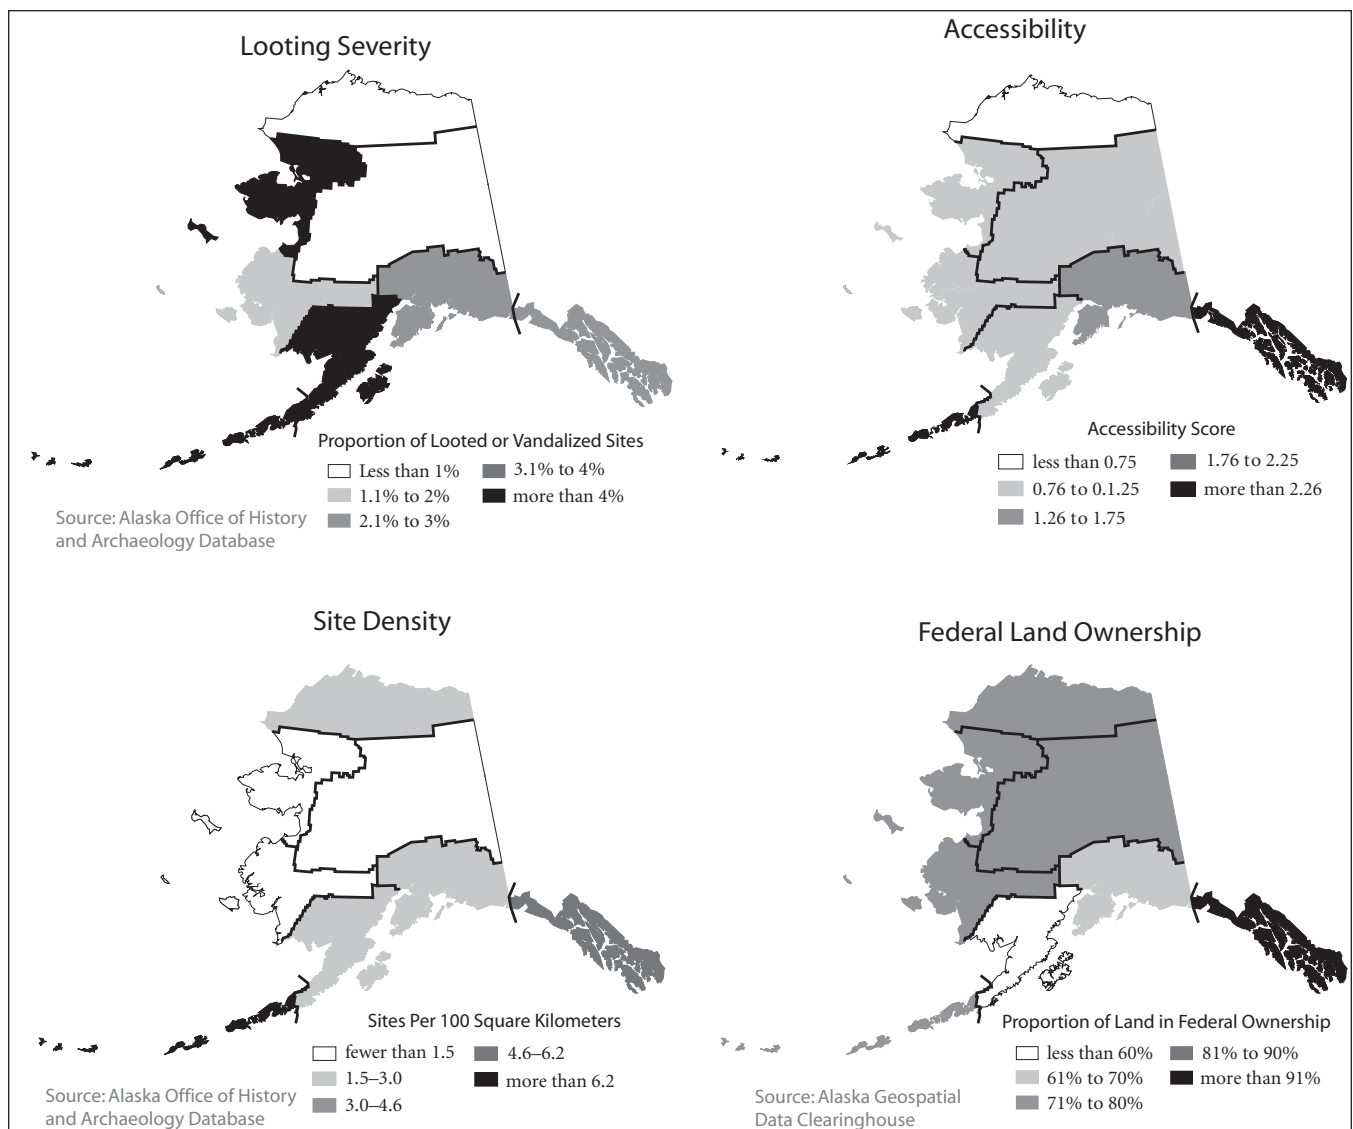 Looting Severity
Proportion of Looted or Vandalized Sites
Less than 1%
1.1% to 2%
2.1% to 3%
3.1% to 4%
more than 4%
Source: Alaska Office of History
and Archaeology Database
Accessibility
Accessibility Score
less than 0.75
0.76 to 0.1.25
1.26 to 1.75
1.76 to 2.25
more than 2.26
Site Density
Sites Per 100 Square Kilometers
fewer than 1.5
1.5–3.0
3.0–4.6
4.6–6.2
more than 6.2
Source: Alaska Office of History
and Archaeology Database
Federal Land Ownership
Proportion of Land in Federal Ownership
less than 60%
61% to 70%
71% to 80%
81% to 90%
more than 91%
Source: Alaska Geospatial
Data Clearinghouse